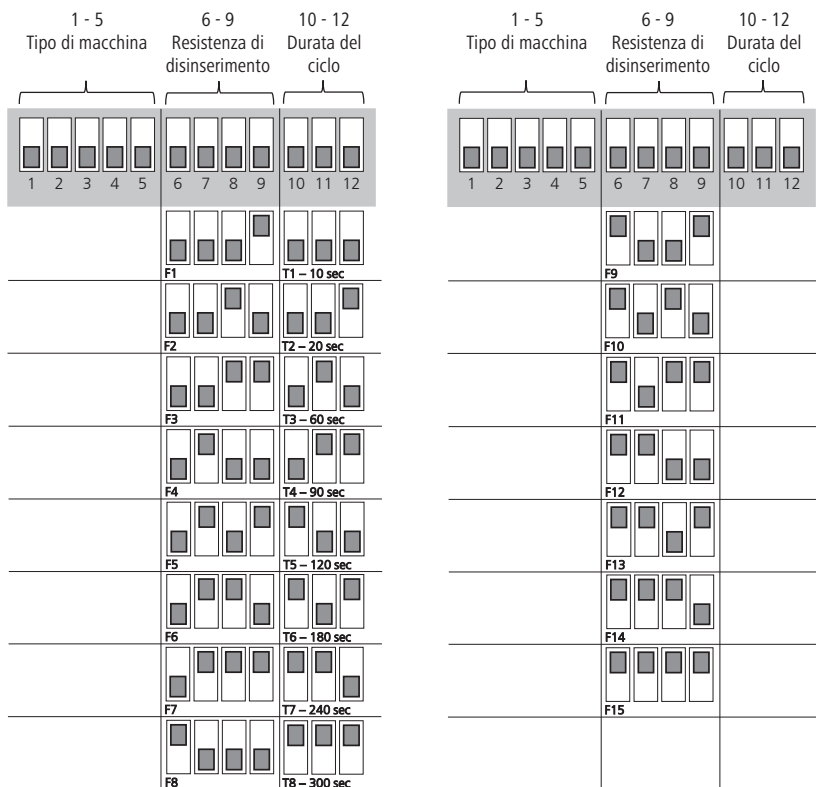 1 - 5
Tipo di macchina
6 - 9
Resistenza di
disinserimento
10 - 12
Durata del
ciclo
1 2 3 4 5 6 7 8 9 10 11 12
F1
T1 – 10 sec
F2
T2 – 20 sec
F3
T3 – 60 sec
F4
T4 – 90 sec
F5
T5 – 120 sec
F6
T6 – 180 sec
F7
T7 – 240 sec
F8
T8 – 300 sec
1 - 5
Tipo di macchina
6 - 9
Resistenza di
disinserimento
10 - 12
Durata del
ciclo
1 2 3 4 5 6 7 8 9 10 11 12
F9
F10
F11
F12
F13
F14
F15